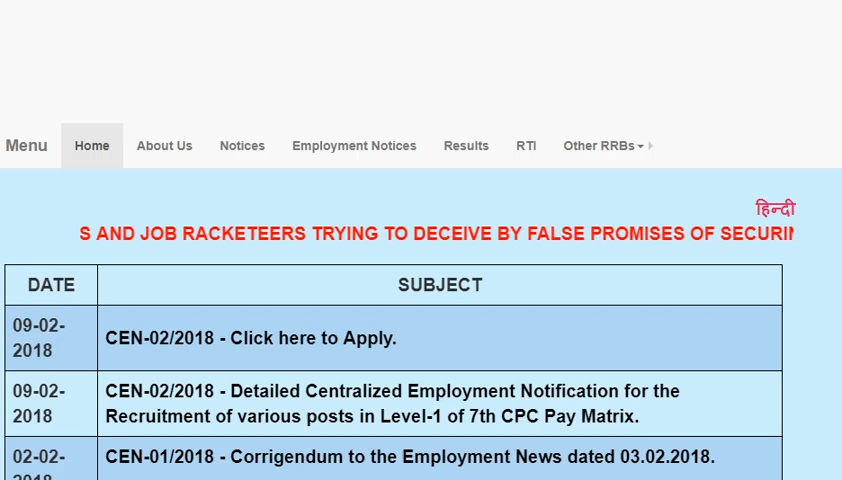 Menu Home About Us Notices Employment Notices Results RTI Other RRBs
हिन्दी
S AND JOB RACKETEERS TRYING TO DECEIVE BY FALSE PROMISES OF
DATE SUBJECT
09-02-
2018
CEN-02/2018 - Click here to Apply.
09-02-
2018
CEN-02/2018 - Detailed Centralized Employment Notification for the
Recruitment of various posts in Level-1 of 7th CPC Pay Matrix.
02-02-
CEN-01/2018 - Corrigendum to the Employment News dated 03.02.2018.